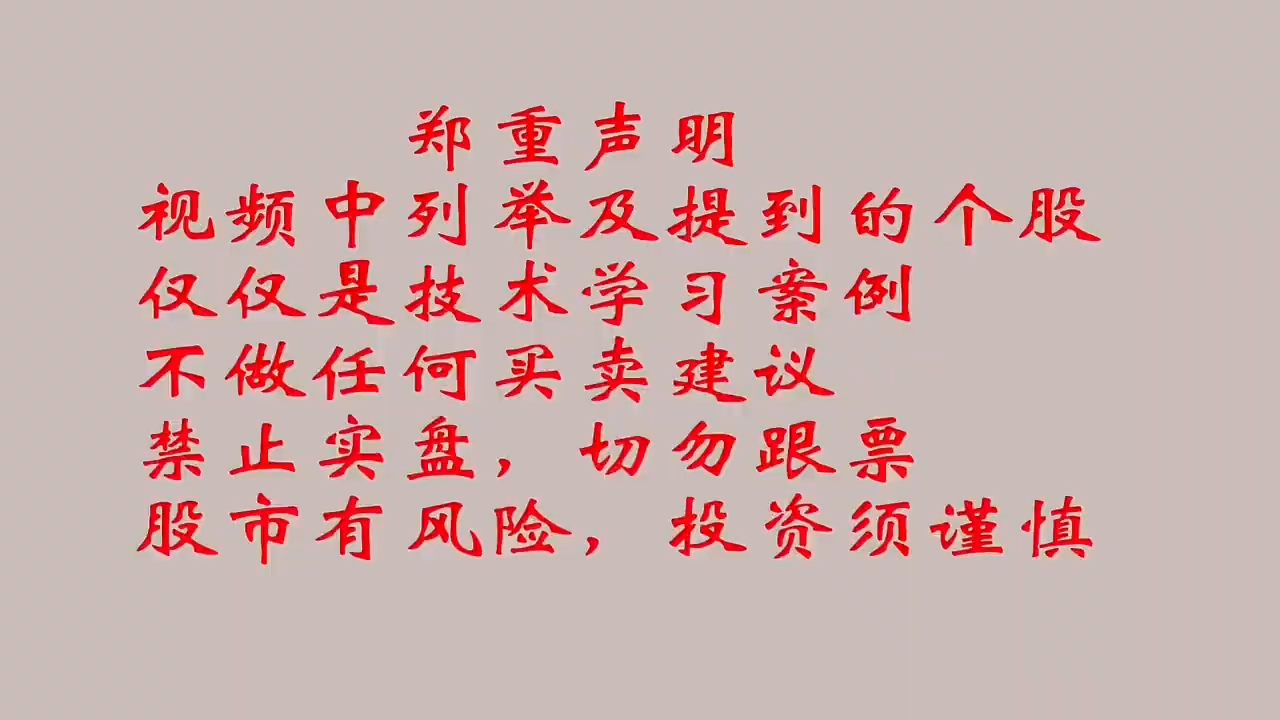 郑重声明
视频中列举及提到的个股
仅仅是技术学习案例
不做任何买卖建议
禁止实盘，切勿跟票
股市有风险，投资须谨慎